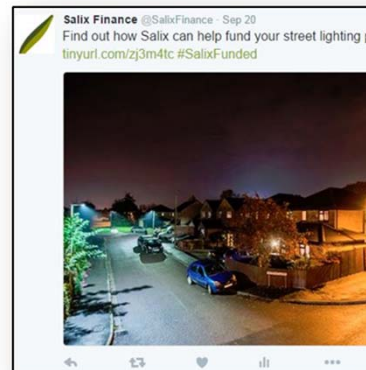 Salix Finance @SalixFinance · Sep 20
Find out how Salix can help fund your street lighting
tinyurl.com/zj3m4tc #SalixFunded